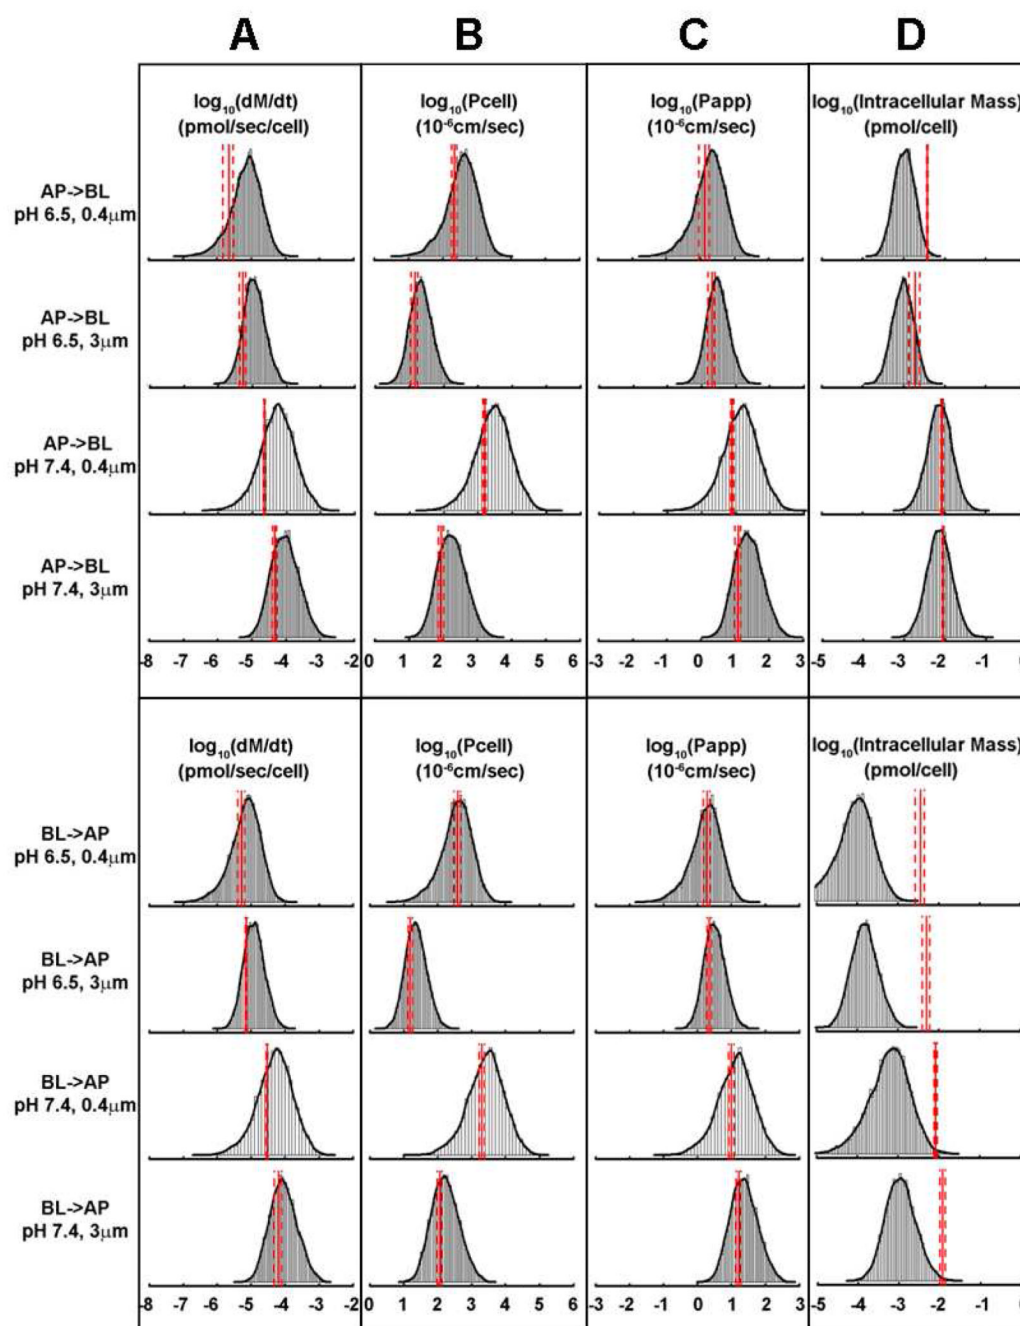 A B C D
log10(dM/dt) log10(Pcell) log10(Papp) log10(Intracellular Mass)
(pmol/sec/cell) (10-6cm/sec) (10-6cm/sec) (pmol/cell)
AP->BL
pH 6.5, 0.4μm
AP->BL
pH 6.5, 3μm
AP->BL
pH 7.4, 0.4μm
AP->BL
pH 7.4, 3μm
-8 -7 -6 -5 -4 -3 -2 0 1 2 3 4 5 6 -3 -2 -1 0 1 2 3 -5 -4 -3 -2 -1
log10(dM/dt) log10(Pcell) log10(Papp) log10(Intracellular Mass)
(pmol/sec/cell) (10-6cm/sec) (10-6cm/sec) (pmol/cell)
BL->AP
pH 6.5, 0.4μm
BL->AP
pH 6.5, 3μm
BL->AP
pH 7.4, 0.4μm
BL->AP
pH 7.4, 3μm
-8 -7 -6 -5 -4 -3 -2 0 1 2 3 4 5 6 -3 -2 -1 0 1 2 3 -5 -4 -3 -2 -1